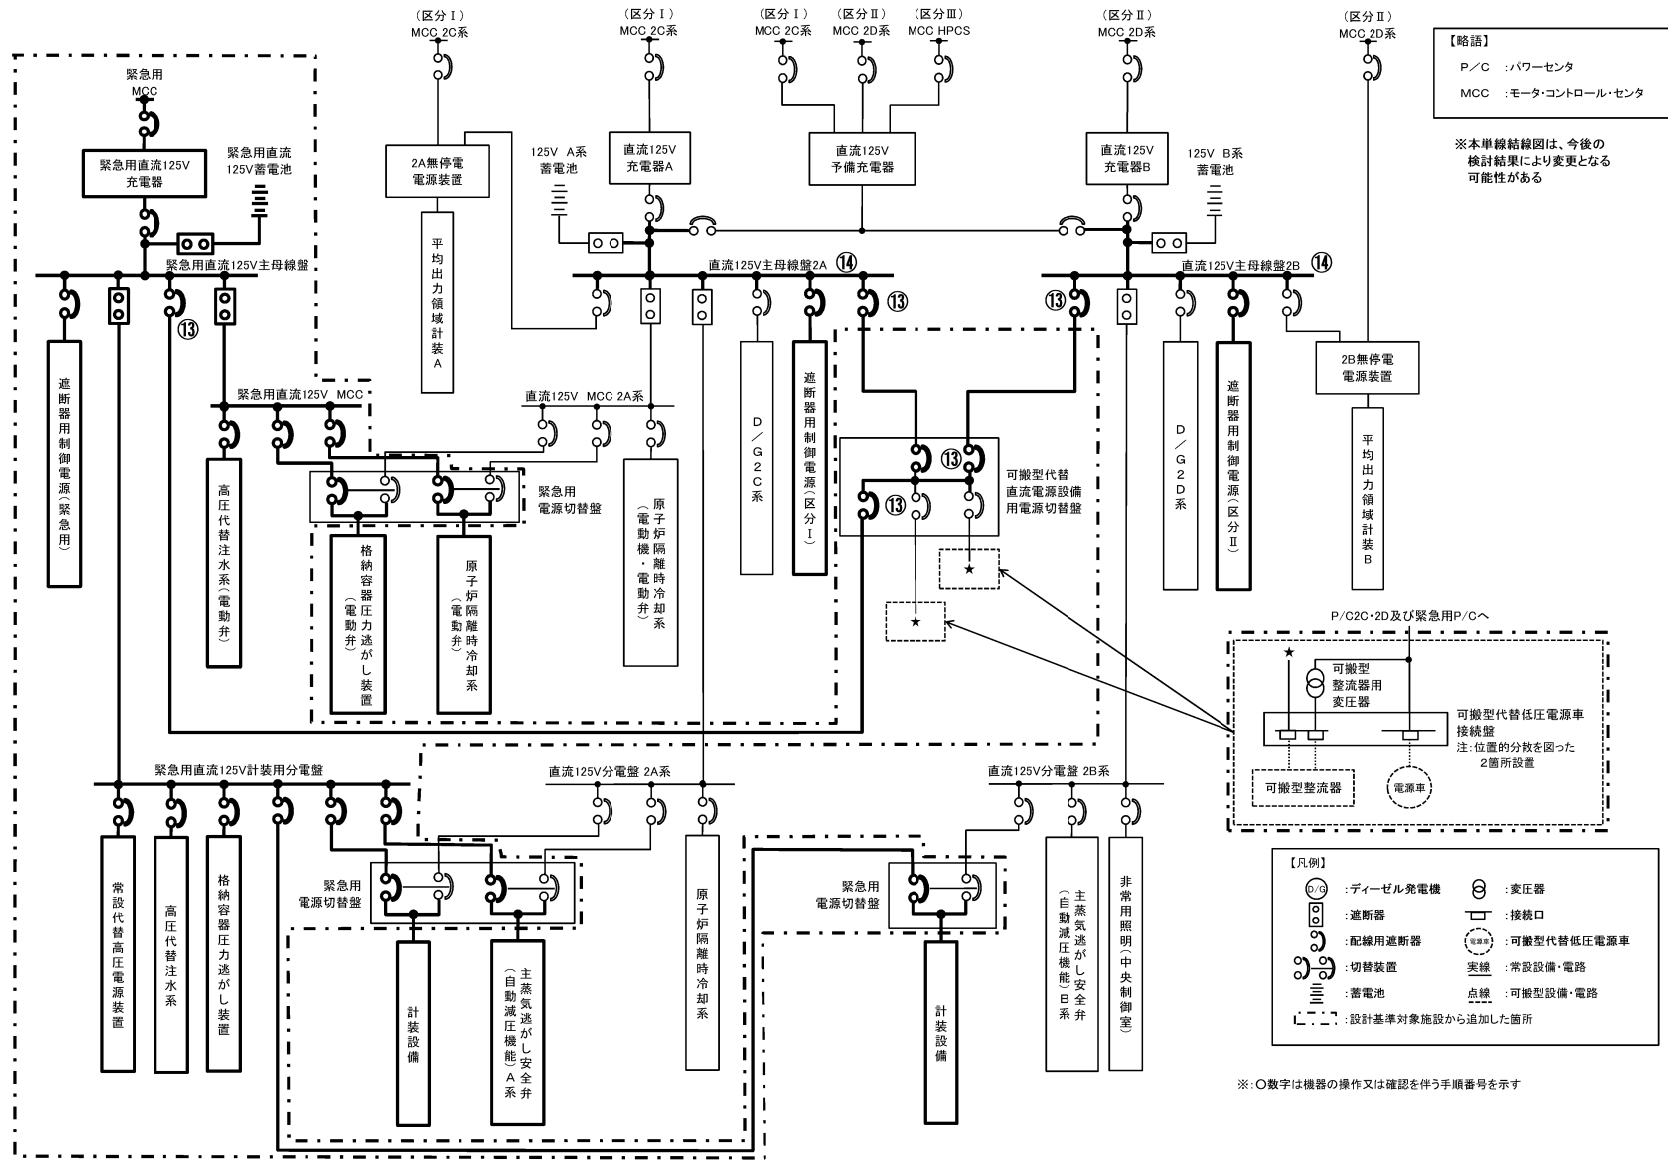 (区分Ⅰ)
MCC 2C系
(区分Ⅰ)
MCC 2C系
(区分Ⅰ)
MCC 2C系
(区分Ⅱ)
MCC 2D系
(区分Ⅲ)
MCC HPCS
(区分Ⅱ)
MCC 2D系
(区分Ⅱ)
MCC 2D系
【略語】
P/C :パワーセンタ
MCC :モータ・コントロール・センタ
※本単線結線図は、今後の
検討結果により変更となる
可能性がある
緊急用
MCC
緊急用直流125V
充電器
緊急用直流
125V蓄電池
2A無停電
電源装置
125V A系
蓄電池
直流125V
充電器A
直流125V
予備充電器
直流125V
充電器B
125V B系
蓄電池
緊急用直流125V主母線盤
直流125V主母線盤2A
⑭
直流125V主母線盤2B
⑭
⑬
⑬
⑬
平均出力領域計装A
2B無停電
電源装置
遮断器用制御電源(緊急用)
緊急用直流125V MCC
直流125V MCC 2A系
D/G2C系
遮断器用制御電源(区分Ⅰ)
D/G2D系
遮断器用制御電源(区分Ⅱ)
平均出力領域計装B
⑬
⑬
可搬型代替
直流電源設備
用電源切替盤
緊急用
電源切替盤
高圧代替注水系(電動弁)
格納容器圧力逃がし装置
(電動弁)
原子炉隔離時冷却系
(電動弁)
原子炉隔離時冷却系
(電動機・電動弁)
★
★
P/C2C・2D及び緊急用P/Cへ
★
可搬型
整流器用
変圧器
可搬型代替低圧電源車
接続盤
注:位置的分散を図った
2箇所設置
可搬型整流器
電源車
緊急用直流125V計装用分電盤
直流125V分電盤 2A系
直流125V分電盤 2B系
緊急用
電源切替盤
緊急用
電源切替盤
常設代替高圧電源装置
高圧代替注水系
格納容器圧力逃がし装置
計装設備
主蒸気逃がし安全弁
(自動減圧機能)A系
原子炉隔離時冷却系
計装設備
主蒸気逃がし安全弁
(自動減圧機能)B系
非常用照明(中央制御室)
【凡例】
D/G :ディーゼル発電機
:変圧器
:遮断器
:接続口
:配線用遮断器
電源車 :可搬型代替低圧電源車
:切替装置
実線 :常設設備・電路
:蓄電池
点線 :可搬型設備・電路
:設計基準対象施設から追加した箇所
※:○数字は機器の操作又は確認を伴う手順番号を示す